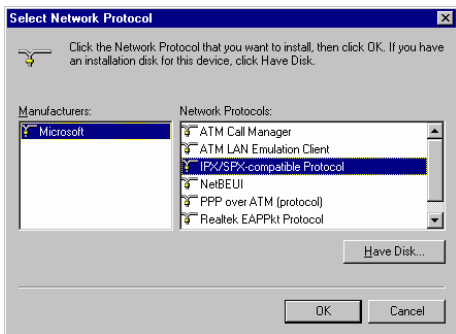 Select Network Protocol
Click the Network Protocol that you want to install, then click OK. If you have
an installation disk for this device, click Have Disk.
Manufacturers:
Microsoft
Network Protocols:
ATM Call Manager
ATM LAN Emulation Client
IPX/SPX-compatible Protocol
NetBEUI
PPP over ATM (protocol)
Realtek EAPPkt Protocol
Have Disk...
OK
Cancel